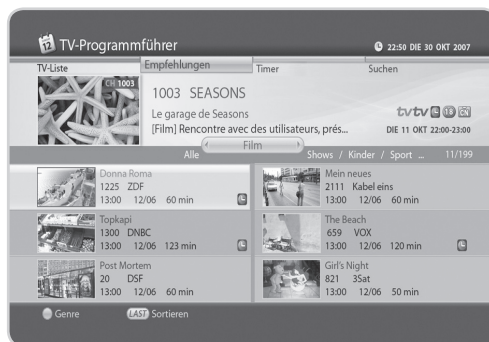 12 TV-Programmführer
22:50 DIE 30 OKT 2007
TV-Liste
Empfehlungen
Timer
Suchen
CH 1003
1003 SEASONS
Le garage de Seasons
[Film] Rencontre avec des utilisateurs, prés...
tvtv 18
DIE 11 OKT 22:00-23:00
Alle
Film
Shows / Kinder / Sport ...
11/199
Donna Roma
1225 ZDF
13:00 12/06 60 min
Mein neues
2111 Kabel eins
13:00 12/06 60 min
Topkapi
1300 DNBC
13:00 12/06 123 min
The Beach
659 VOX
13:00 12/06 120 min
Post Mortem
20 DSF
13:00 12/06 60 min
Girl's Night
821 3Sat
13:00 12/06 50 min
Genre
LAST Sortieren